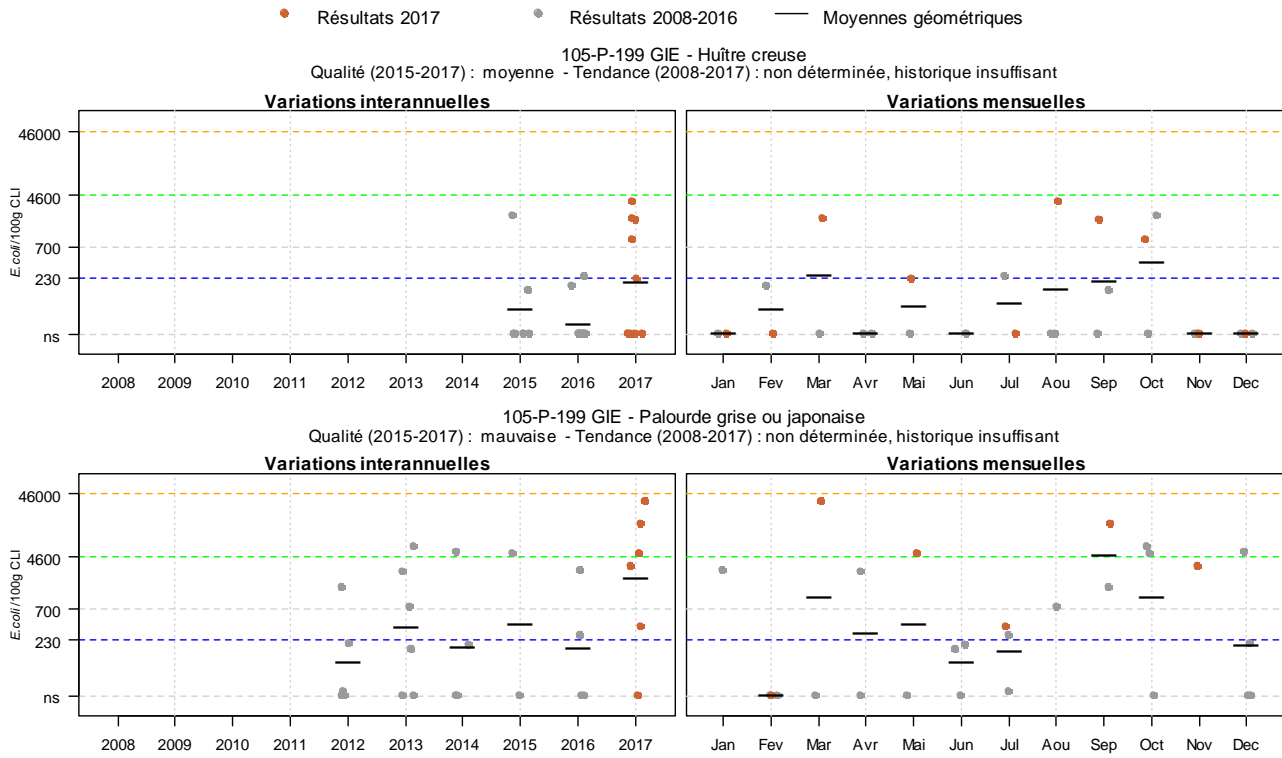 Résultats 2017 Résultats 2008-2016 Moyennes géométriques
105-P-199 GIE - Huître creuse
Qualité (2015-2017) : moyenne - Tendance (2008-2017) : non déterminée, historique insuffisant
Variations interannuelles Variations mensuelles
46000
4600
700
230
ns
E.coli/100g CLI
2008 2009 2010 2011 2012 2013 2014 2015 2016 2017 Jan Fev Mar Avr Mai Jun Jul Aou Sep Oct Nov Dec
105-P-199 GIE - Palourde grise ou japonaise
Qualité (2015-2017) : mauvaise - Tendance (2008-2017) : non déterminée, historique insuffisant
Variations interannuelles Variations mensuelles
46000
4600
700
230
ns
E.coli/100g CLI
2008 2009 2010 2011 2012 2013 2014 2015 2016 2017 Jan Fev Mar Avr Mai Jun Jul Aou Sep Oct Nov Dec